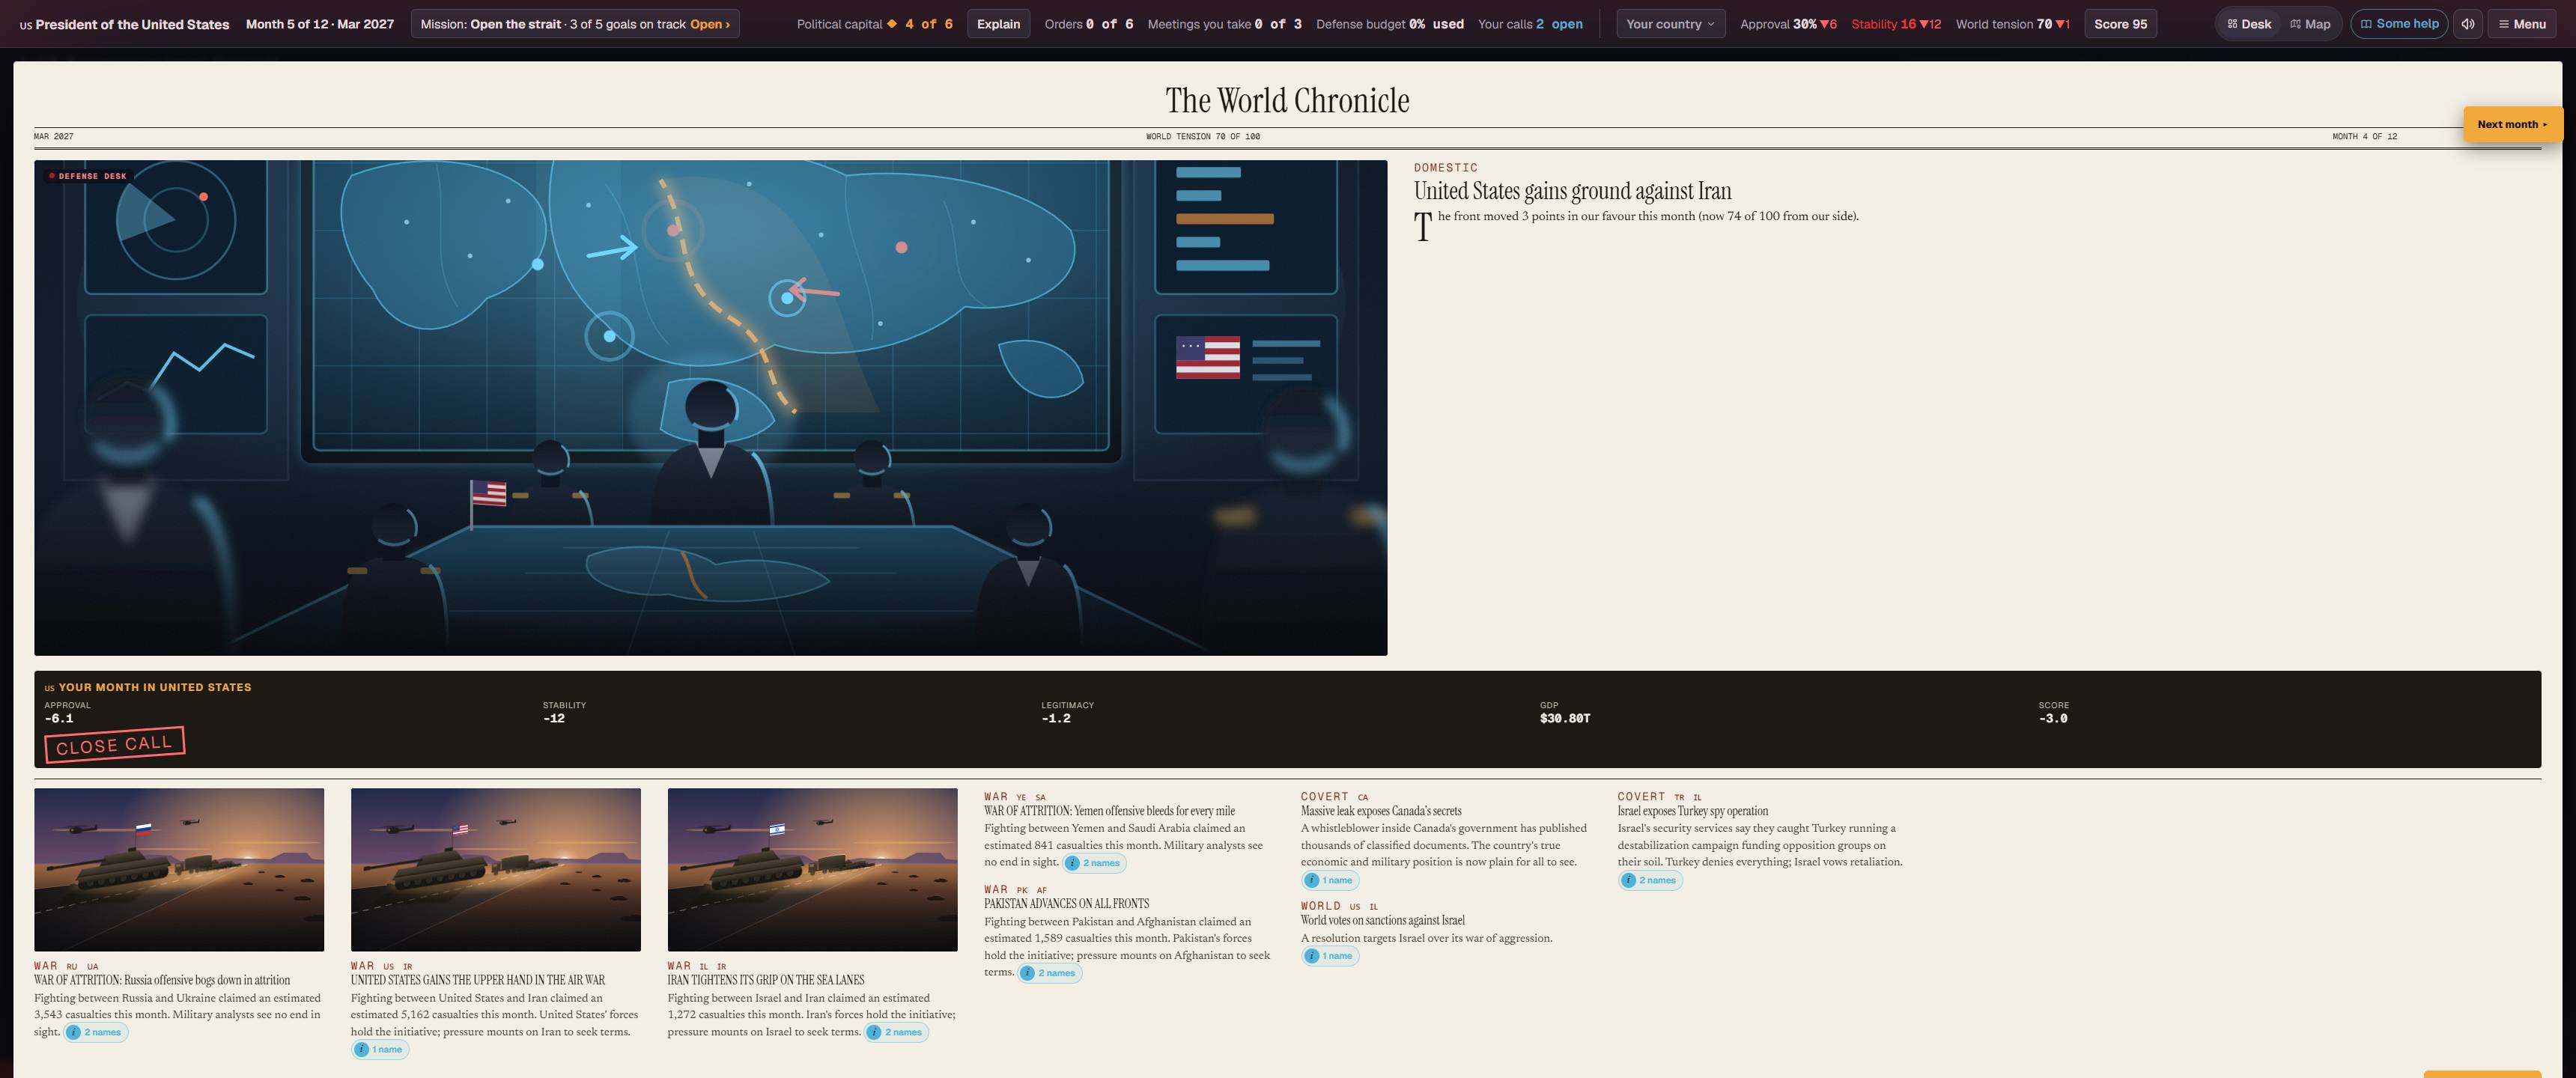 US President of the United States
Month 5 of 12 · Mar 2027
Mission: Open the strait · 3 of 5 goals on track Open ›
Political capital ◆ 4 of 6
Explain
Orders 0 of 6
Meetings you take 0 of 3
Defense budget 0% used
Your calls 2 open
Your country
Approval 30% ▼6
Stability 16 ▼12
World tension 70 ▼1
Score 95
Desk
Map
Some help
Menu
The World Chronicle
Next month ▸
MAR 2027
WORLD TENSION 70 OF 100
MONTH 4 OF 12
DEFENSE DESK
DOMESTIC
United States gains ground against Iran
The front moved 3 points in our favour this month (now 74 of 100 from our side).
US YOUR MONTH IN UNITED STATES
APPROVAL
-6.1
STABILITY
-12
LEGITIMACY
-1.2
GDP
$30.80T
SCORE
-3.0
CLOSE CALL
WAR RU UA
WAR OF ATTRITION: Russia offensive bogs down in attrition
Fighting between Russia and Ukraine claimed an estimated
3,543 casualties this month. Military analysts see no end in
sight. i 2 names
WAR US IR
UNITED STATES GAINS THE UPPER HAND IN THE AIR WAR
Fighting between United States and Iran claimed an
estimated 5,162 casualties this month. United States' forces
hold the initiative; pressure mounts on Iran to seek terms.
i 1 name
WAR IL IR
IRAN TIGHTENS ITS GRIP ON THE SEA LANES
Fighting between Israel and Iran claimed an estimated
1,272 casualties this month. Iran's forces hold the initiative;
pressure mounts on Israel to seek terms. i 2 names
WAR YE SA
WAR OF ATTRITION: Yemen offensive bleeds for every mile
Fighting between Yemen and Saudi Arabia claimed an
estimated 841 casualties this month. Military analysts see
no end in sight. i 2 names
WAR PK AF
PAKISTAN ADVANCES ON ALL FRONTS
Fighting between Pakistan and Afghanistan claimed an
estimated 1,589 casualties this month. Pakistan's forces
hold the initiative; pressure mounts on Afghanistan to seek
terms. i 2 names
COVERT CA
Massive leak exposes Canada's secrets
A whistleblower inside Canada's government has published
thousands of classified documents. The country's true
economic and military position is now plain for all to see.
i 1 name
WORLD US IL
World votes on sanctions against Israel
A resolution targets Israel over its war of aggression.
i 1 name
COVERT TR IL
Israel exposes Turkey spy operation
Israel's security services say they caught Turkey running a
destabilization campaign funding opposition groups on
their soil. Turkey denies everything; Israel vows retaliation.
i 2 names